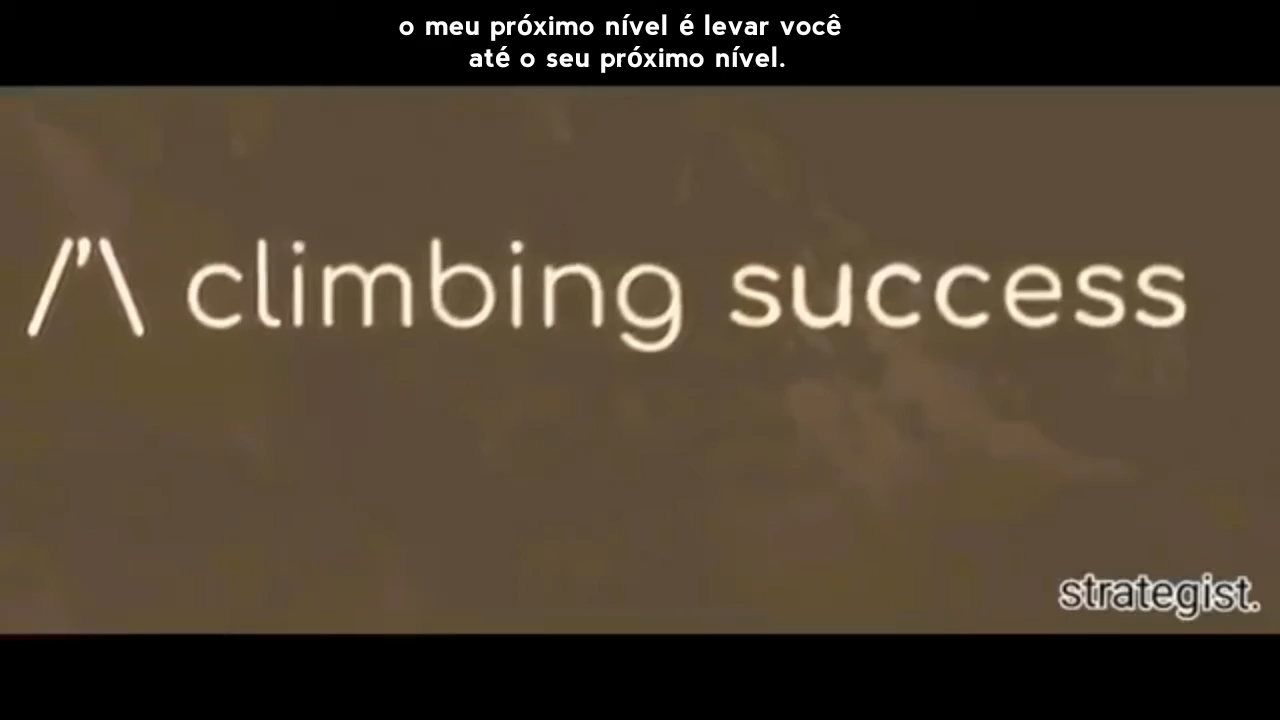 o meu próximo nível é levar você
até o seu próximo nível.
/'\ climbing success
strategist.